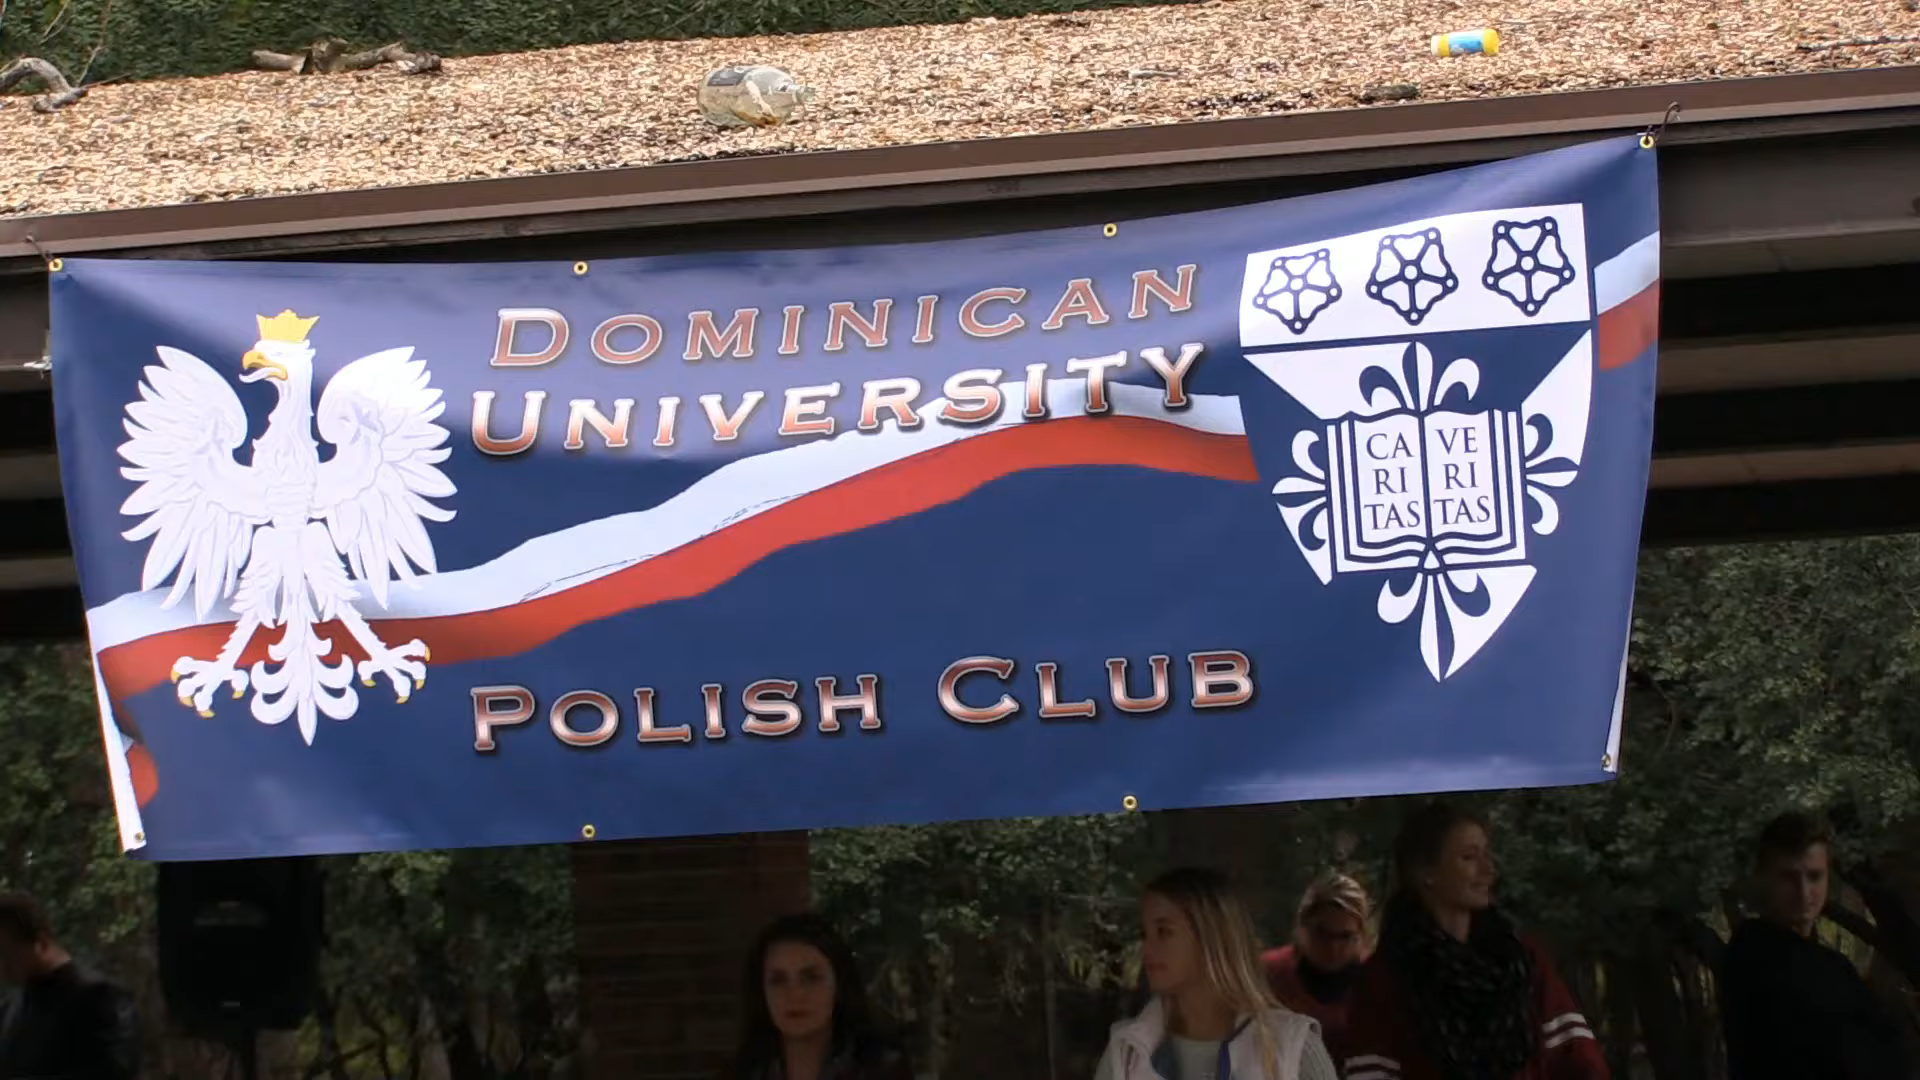 DOMINICAN
UNIVERSITY
POLISH CLUB
CA VE
RI RI
TAS TAS